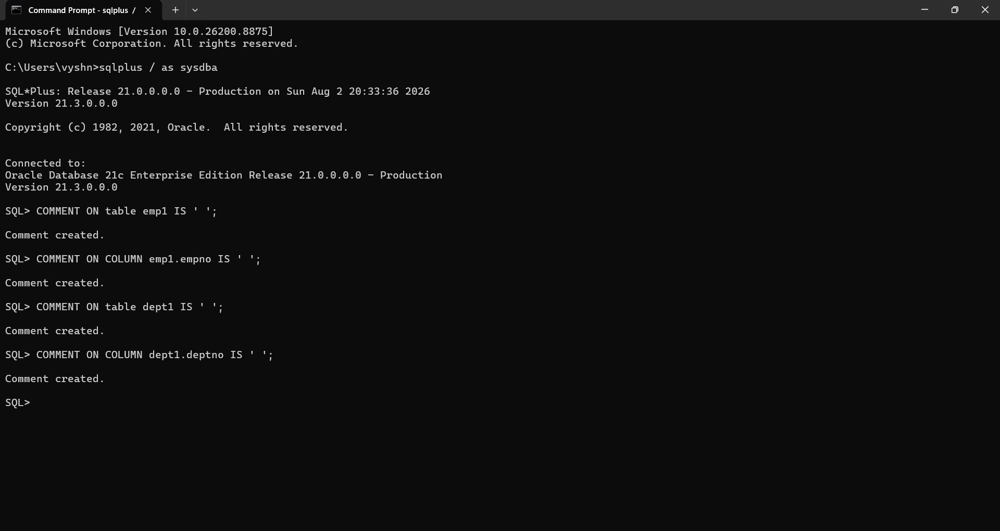 Command Prompt - sqlplus /
Microsoft Windows [Version 10.0.26200.8875]
(c) Microsoft Corporation. All rights reserved.
C:\Users\vyshn>sqlplus / as sysdba
SQL*Plus: Release 21.0.0.0.0 - Production on Sun Aug 2 20:33:36 2026
Version 21.3.0.0.0
Copyright (c) 1982, 2021, Oracle.  All rights reserved.
Connected to:
Oracle Database 21c Enterprise Edition Release 21.0.0.0.0 - Production
Version 21.3.0.0.0
SQL> COMMENT ON table emp1 IS ' ';
Comment created.
SQL> COMMENT ON COLUMN emp1.empno IS ' ';
Comment created.
SQL> COMMENT ON table dept1 IS ' ';
Comment created.
SQL> COMMENT ON COLUMN dept1.deptno IS ' ';
Comment created.
SQL>